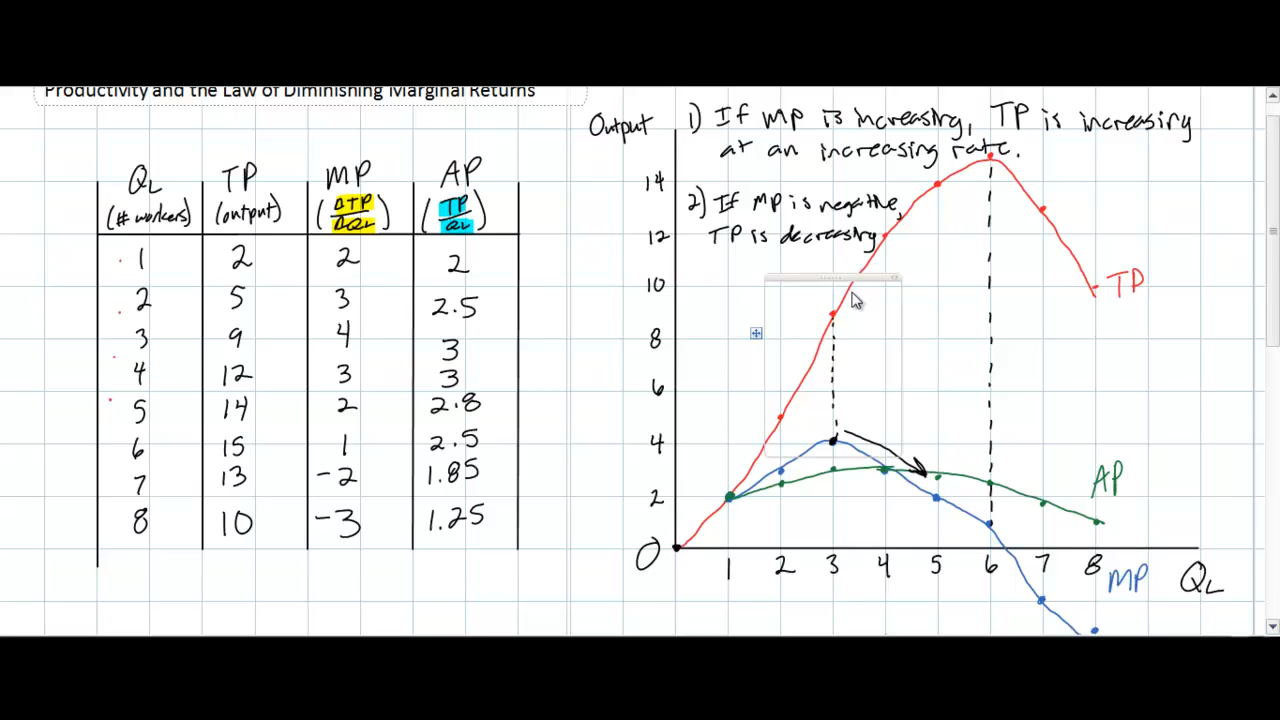 Productivity and the Law of Diminishing Marginal Returns
QL TP MP AP
(# workers) (output) (ΔTP/ΔQL) (TP/QL)
1 2 2 2
2 5 3 2.5
3 9 4 3
4 12 3 3
5 14 2 2.8
6 15 1 2.5
7 13 -2 1.85
8 10 -3 1.25
Output
1) If MP is increasing, TP is increasing
at an increasing rate.
2) If MP is negative,
TP is decreasing
14
12
10
8
6
4
2
0
1 2 3 4 5 6 7 8
QL
TP
AP
MP